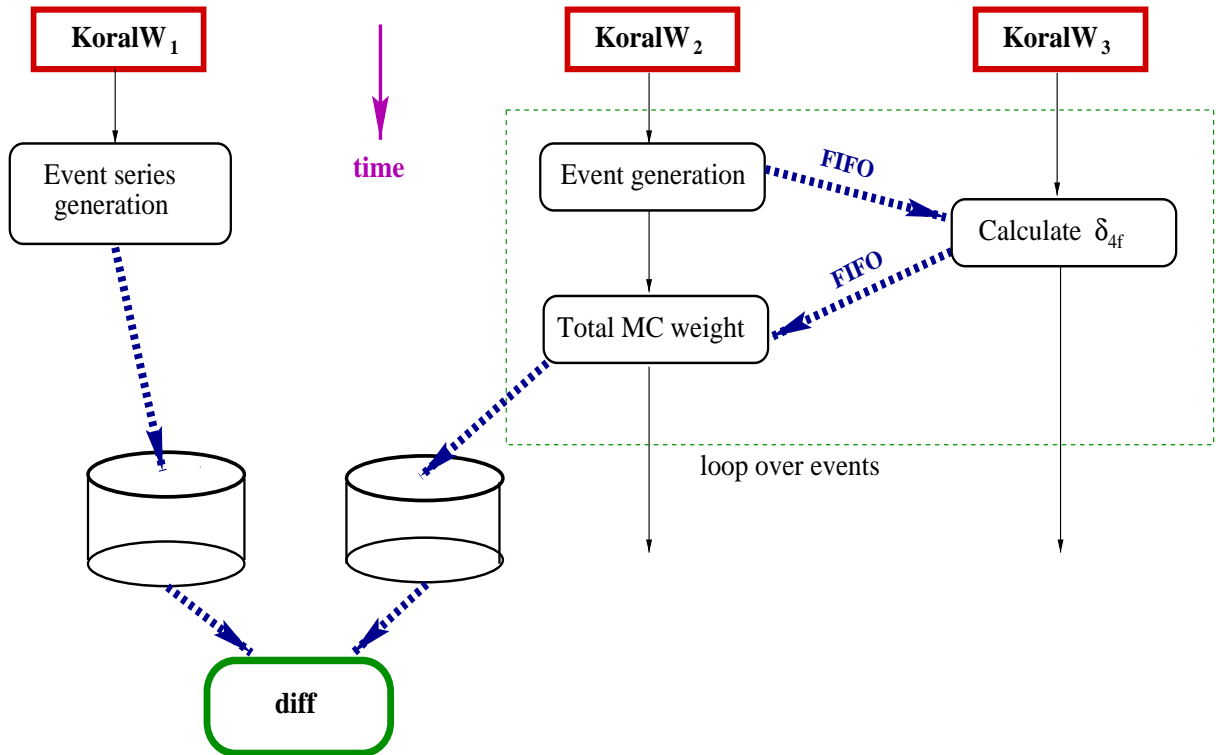 KoralW₁
KoralW₂
KoralW₃
time
Event series
generation
Event generation
FIFO
Calculate δ₄f
FIFO
Total MC weight
loop over events
diff